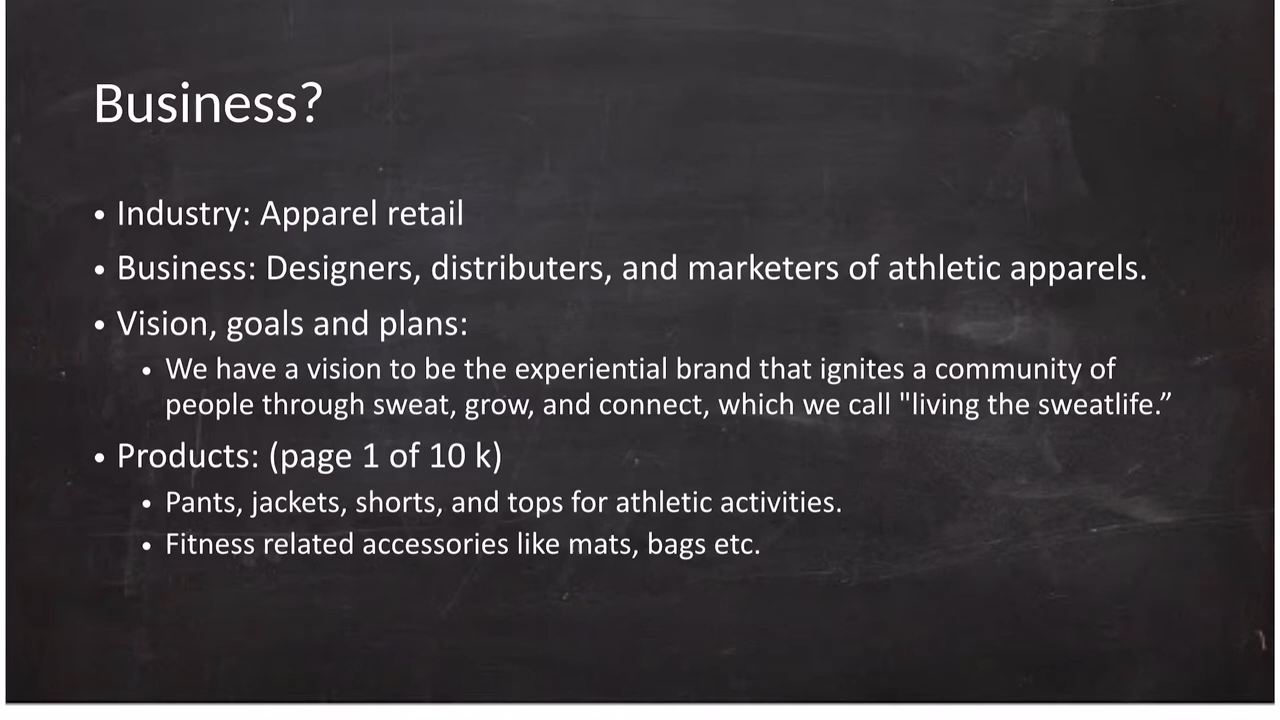 Business?
• Industry: Apparel retail
• Business: Designers, distributers, and marketers of athletic apparels.
• Vision, goals and plans:
• We have a vision to be the experiential brand that ignites a community of
people through sweat, grow, and connect, which we call "living the sweatlife.”
• Products: (page 1 of 10 k)
• Pants, jackets, shorts, and tops for athletic activities.
• Fitness related accessories like mats, bags etc.